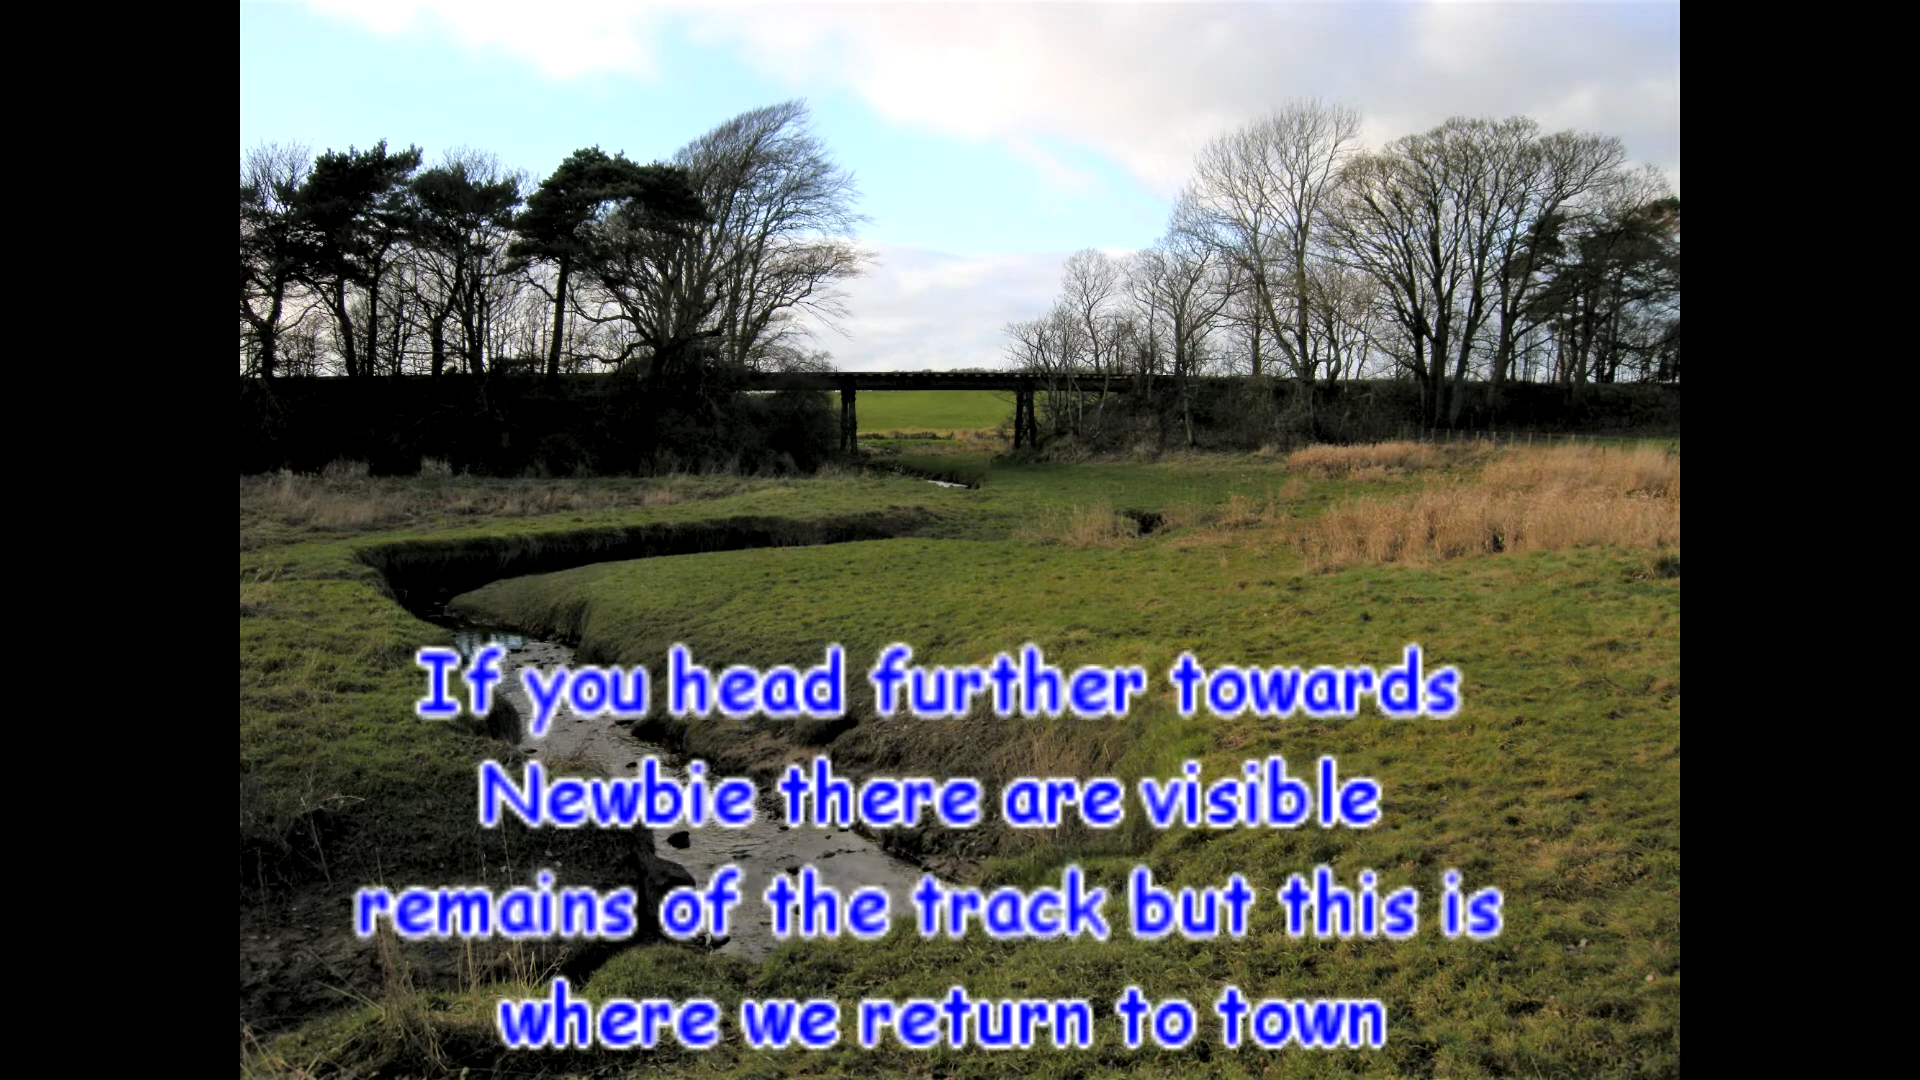 If you head further towards
Newbie there are visible
remains of the track but this is
where we return to town